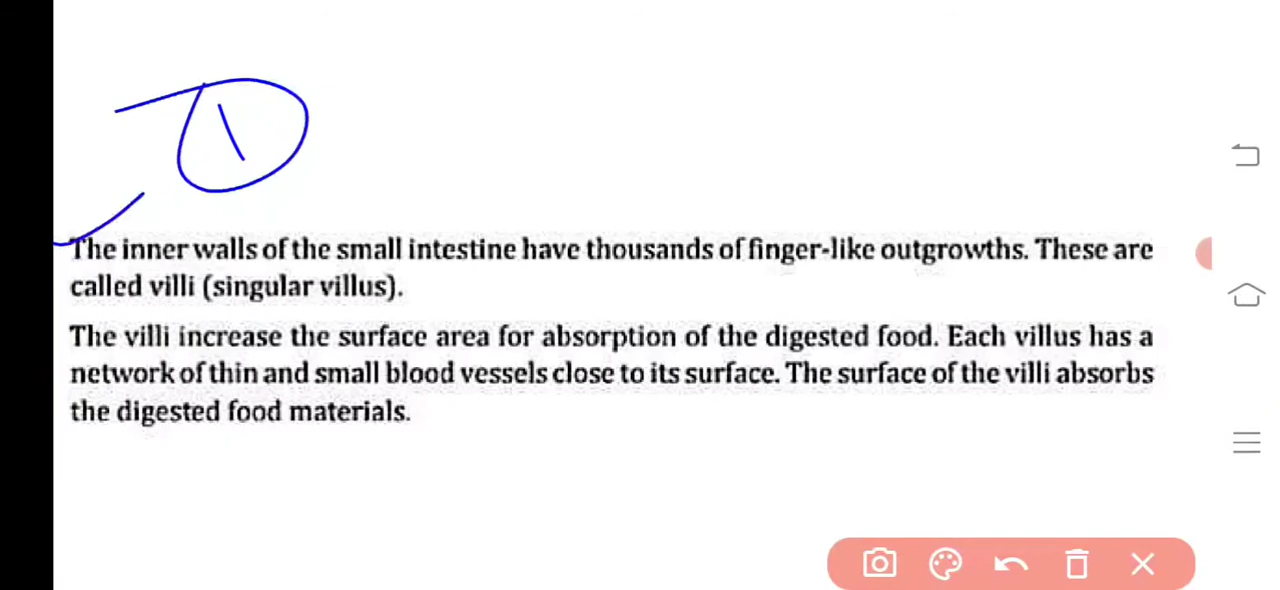 1
The inner walls of the small intestine have thousands of finger-like outgrowths. These are
called villi (singular villus).
The villi increase the surface area for absorption of the digested food. Each villus has a
network of thin and small blood vessels close to its surface. The surface of the villi absorbs
the digested food materials.